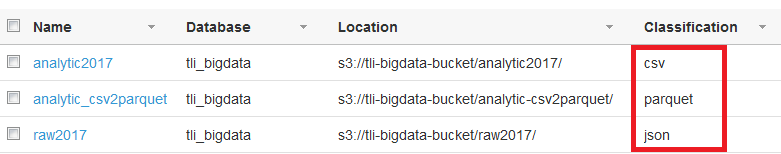 Name Database Location Classification
analytic2017 tli_bigdata s3://tli-bigdata-bucket/analytic2017/ csv
analytic_csv2parquet tli_bigdata s3://tli-bigdata-bucket/analytic-csv2parquet/ parquet
raw2017 tli_bigdata s3://tli-bigdata-bucket/raw2017/ json